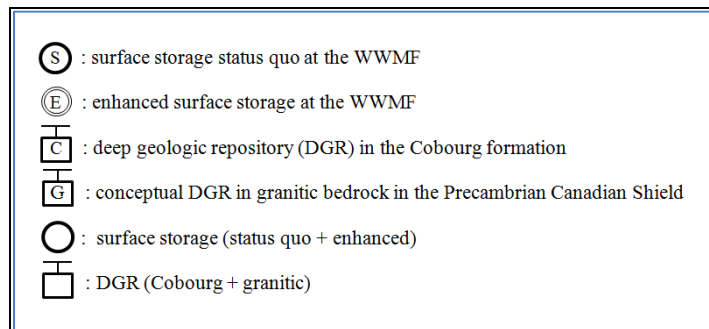 S : surface storage status quo at the WWMF
E : enhanced surface storage at the WWMF
C : deep geologic repository (DGR) in the Cobourg formation
G : conceptual DGR in granitic bedrock in the Precambrian Canadian Shield
: surface storage (status quo + enhanced)
: DGR (Cobourg + granitic)